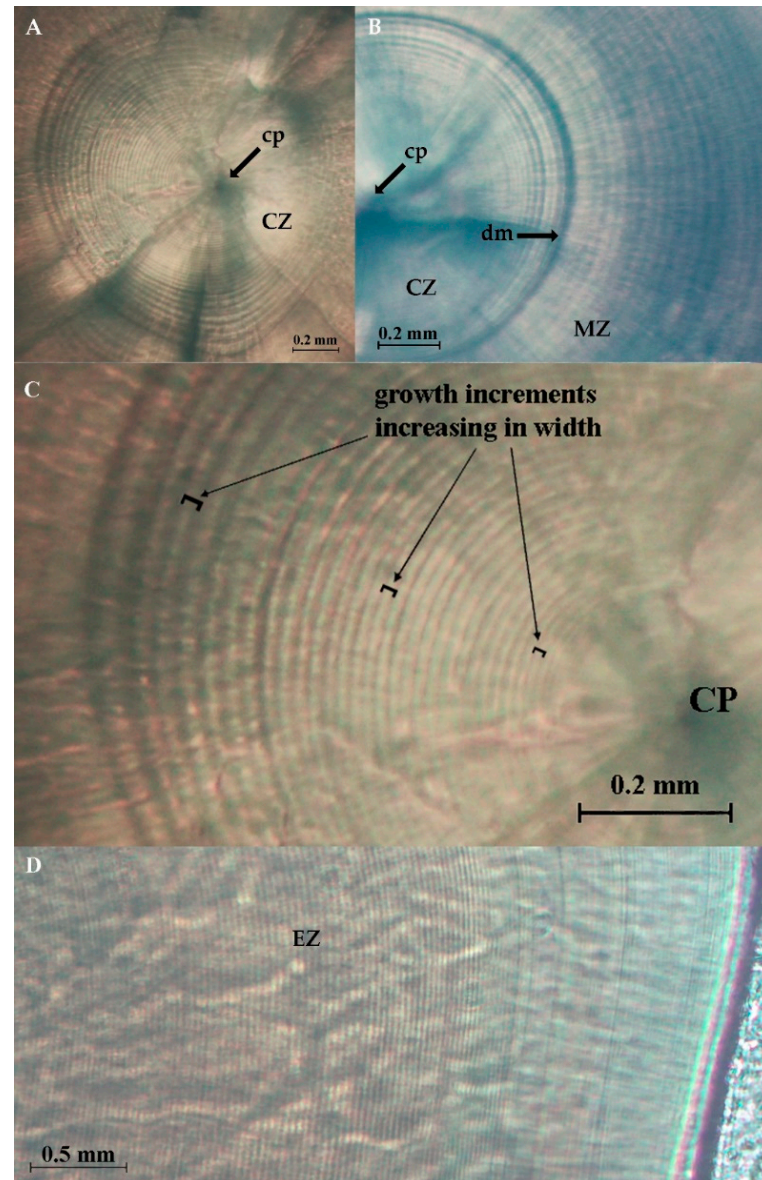 A
cp
CZ
0.2 mm
B
cp
dm
CZ
MZ
0.2 mm
C
growth increments
increasing in width
CP
0.2 mm
D
EZ
0.5 mm